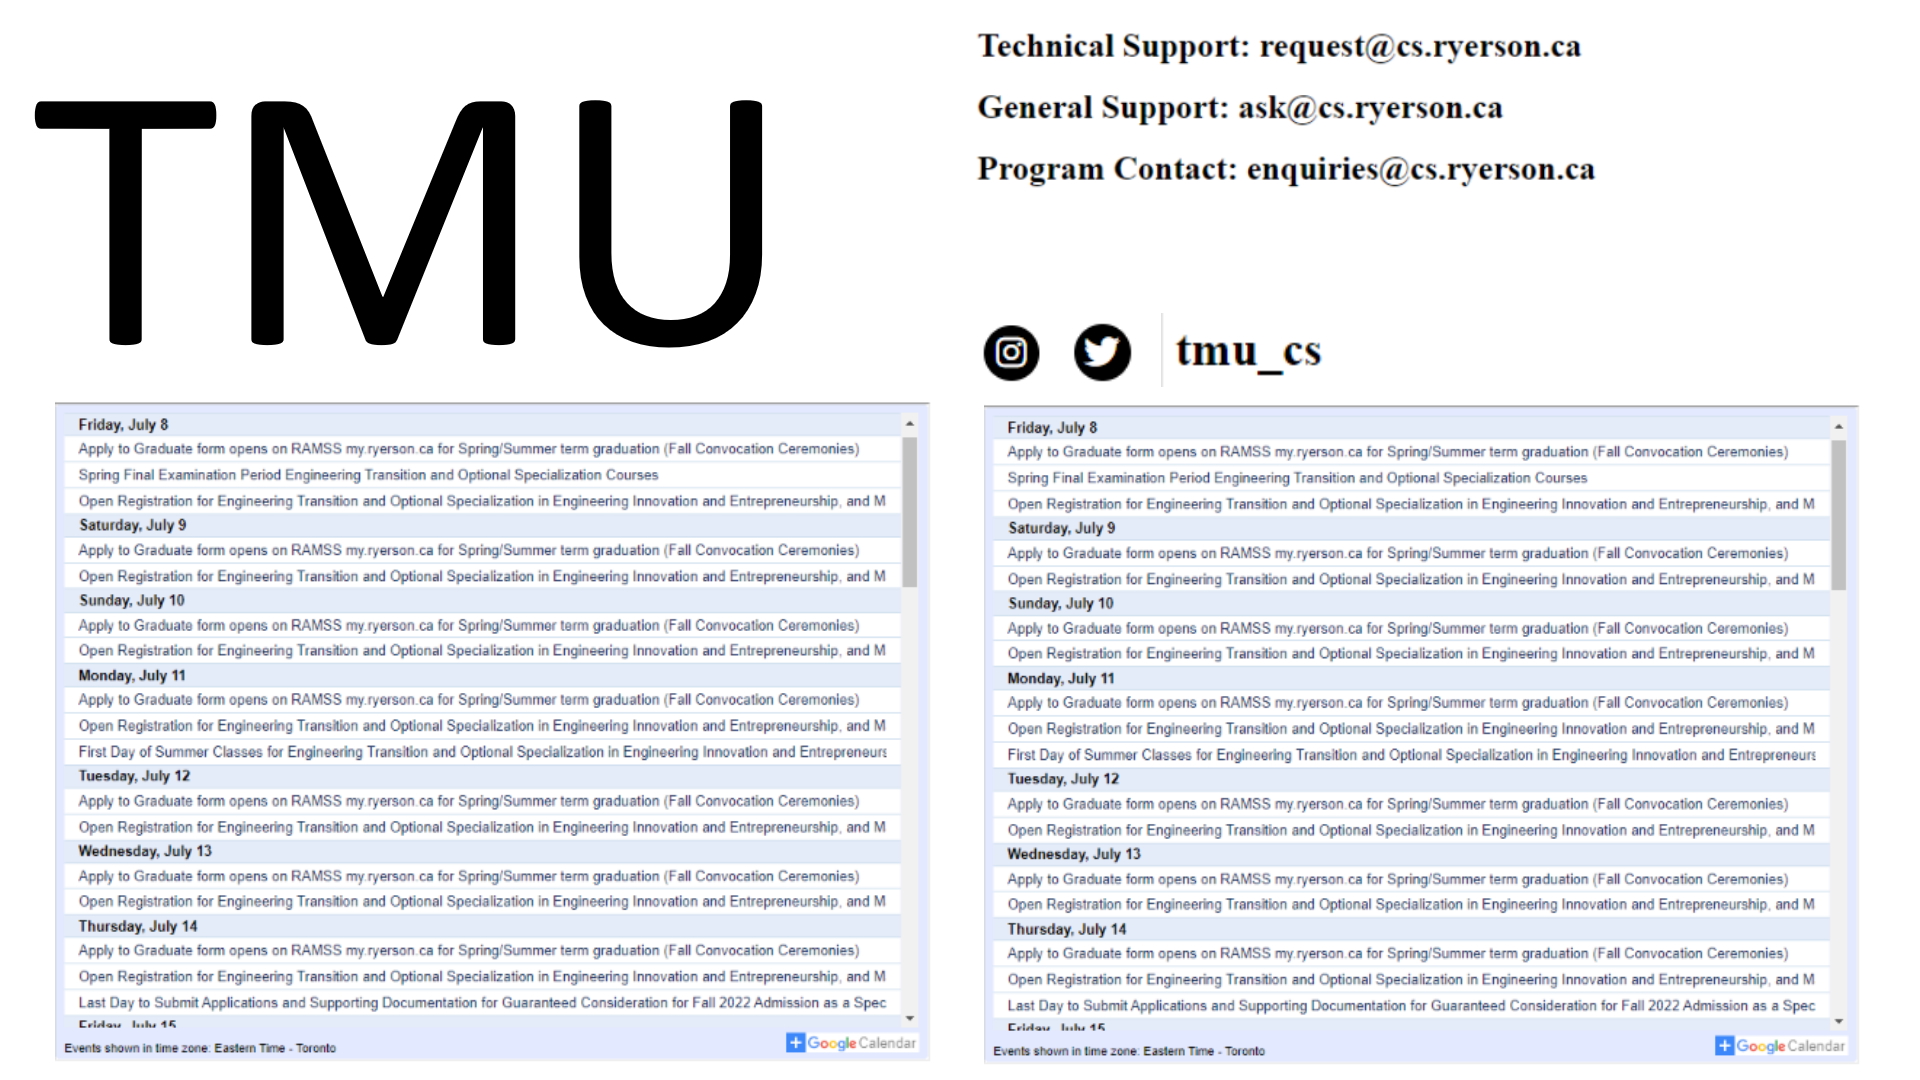 TMU
Technical Support: request@cs.ryerson.ca
General Support: ask@cs.ryerson.ca
Program Contact: enquiries@cs.ryerson.ca
tmu_cs
Friday, July 8
Apply to Graduate form opens on RAMSS my.ryerson.ca for Spring/Summer term graduation (Fall Convocation Ceremonies)
Spring Final Examination Period Engineering Transition and Optional Specialization Courses
Open Registration for Engineering Transition and Optional Specialization in Engineering Innovation and Entrepreneurship, and M
Saturday, July 9
Apply to Graduate form opens on RAMSS my.ryerson.ca for Spring/Summer term graduation (Fall Convocation Ceremonies)
Open Registration for Engineering Transition and Optional Specialization in Engineering Innovation and Entrepreneurship, and M
Sunday, July 10
Apply to Graduate form opens on RAMSS my.ryerson.ca for Spring/Summer term graduation (Fall Convocation Ceremonies)
Open Registration for Engineering Transition and Optional Specialization in Engineering Innovation and Entrepreneurship, and M
Monday, July 11
Apply to Graduate form opens on RAMSS my.ryerson.ca for Spring/Summer term graduation (Fall Convocation Ceremonies)
Open Registration for Engineering Transition and Optional Specialization in Engineering Innovation and Entrepreneurship, and M
First Day of Summer Classes for Engineering Transition and Optional Specialization in Engineering Innovation and Entrepreneurs
Tuesday, July 12
Apply to Graduate form opens on RAMSS my.ryerson.ca for Spring/Summer term graduation (Fall Convocation Ceremonies)
Open Registration for Engineering Transition and Optional Specialization in Engineering Innovation and Entrepreneurship, and M
Wednesday, July 13
Apply to Graduate form opens on RAMSS my.ryerson.ca for Spring/Summer term graduation (Fall Convocation Ceremonies)
Open Registration for Engineering Transition and Optional Specialization in Engineering Innovation and Entrepreneurship, and M
Thursday, July 14
Apply to Graduate form opens on RAMSS my.ryerson.ca for Spring/Summer term graduation (Fall Convocation Ceremonies)
Open Registration for Engineering Transition and Optional Specialization in Engineering Innovation and Entrepreneurship, and M
Last Day to Submit Applications and Supporting Documentation for Guaranteed Consideration for Fall 2022 Admission as a Spec
Friday, July 15
Events shown in time zone: Eastern Time - Toronto
Google Calendar
Friday, July 8
Apply to Graduate form opens on RAMSS my.ryerson.ca for Spring/Summer term graduation (Fall Convocation Ceremonies)
Spring Final Examination Period Engineering Transition and Optional Specialization Courses
Open Registration for Engineering Transition and Optional Specialization in Engineering Innovation and Entrepreneurship, and M
Saturday, July 9
Apply to Graduate form opens on RAMSS my.ryerson.ca for Spring/Summer term graduation (Fall Convocation Ceremonies)
Open Registration for Engineering Transition and Optional Specialization in Engineering Innovation and Entrepreneurship, and M
Sunday, July 10
Apply to Graduate form opens on RAMSS my.ryerson.ca for Spring/Summer term graduation (Fall Convocation Ceremonies)
Open Registration for Engineering Transition and Optional Specialization in Engineering Innovation and Entrepreneurship, and M
Monday, July 11
Apply to Graduate form opens on RAMSS my.ryerson.ca for Spring/Summer term graduation (Fall Convocation Ceremonies)
Open Registration for Engineering Transition and Optional Specialization in Engineering Innovation and Entrepreneurship, and M
First Day of Summer Classes for Engineering Transition and Optional Specialization in Engineering Innovation and Entrepreneurs
Tuesday, July 12
Apply to Graduate form opens on RAMSS my.ryerson.ca for Spring/Summer term graduation (Fall Convocation Ceremonies)
Open Registration for Engineering Transition and Optional Specialization in Engineering Innovation and Entrepreneurship, and M
Wednesday, July 13
Apply to Graduate form opens on RAMSS my.ryerson.ca for Spring/Summer term graduation (Fall Convocation Ceremonies)
Open Registration for Engineering Transition and Optional Specialization in Engineering Innovation and Entrepreneurship, and M
Thursday, July 14
Apply to Graduate form opens on RAMSS my.ryerson.ca for Spring/Summer term graduation (Fall Convocation Ceremonies)
Open Registration for Engineering Transition and Optional Specialization in Engineering Innovation and Entrepreneurship, and M
Last Day to Submit Applications and Supporting Documentation for Guaranteed Consideration for Fall 2022 Admission as a Spec
Friday, July 15
Events shown in time zone: Eastern Time - Toronto
Google Calendar